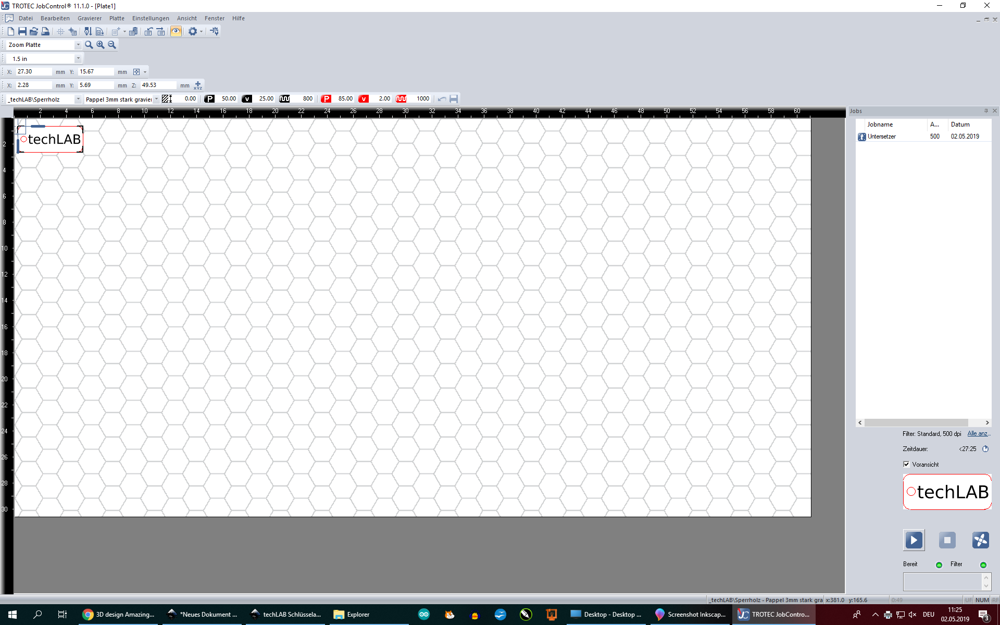 TROTEC JobControl® 11.1.0 - [Plate1]
Datei Bearbeiten Gravierer Platte Einstellungen Ansicht Fenster Hilfe
Zoom Platte
1.5 in
X: 27.30 mm Y: 15.67 mm
X: 2.28 mm Y: 5.69 mm Z: 49.53 mm XYZ
_techLAB\Sperrholz Pappel 3mm stark gravier 0.00 P 50.00 v 25.00 800 P 85.00 v 2.00 1000
2 4 6 8 10 12 14 16 18 20 22 24 26 28 30 32 34 36 38 40 42 44 46 48 50 52 54 56 58 60
2
4
6
8
10
12
14
16
18
20
22
24
26
28
30
techLAB
Jobs
Jobname A... Datum
t Untersetzer 500 02.05.2019
Filter: Standard, 500 dpi Alle anz...
Zeitdauer: <27:25
Voransicht
techLAB
Bereit Filter
_techLAB\Sperrholz - Pappel 3mm stark gra x:381.0 y:165.6 0:49 UF NUM RF
3D design Amazing... *Neues Dokument ... techLAB Schlüssela... Explorer Desktop - Desktop ... Screenshot Inkscap... JC TROTEC JobContro... DEU 11:25
02.05.2019 3